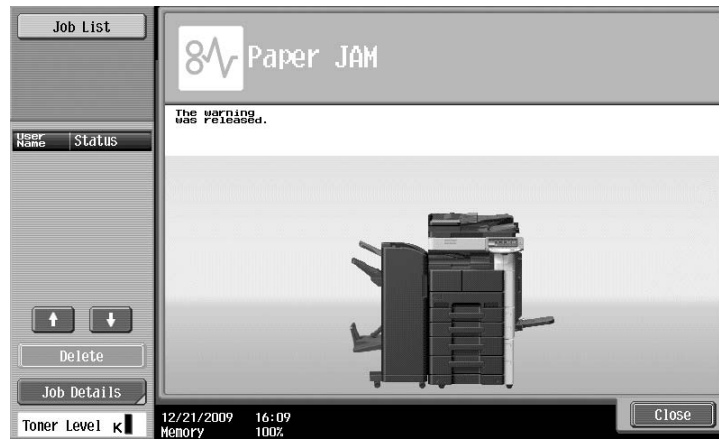 Job List
Paper JAM
The warning
was released.
User
Name
Status
Delete
Job Details
Toner Level K
12/21/2009 16:09
Memory 100%
Close